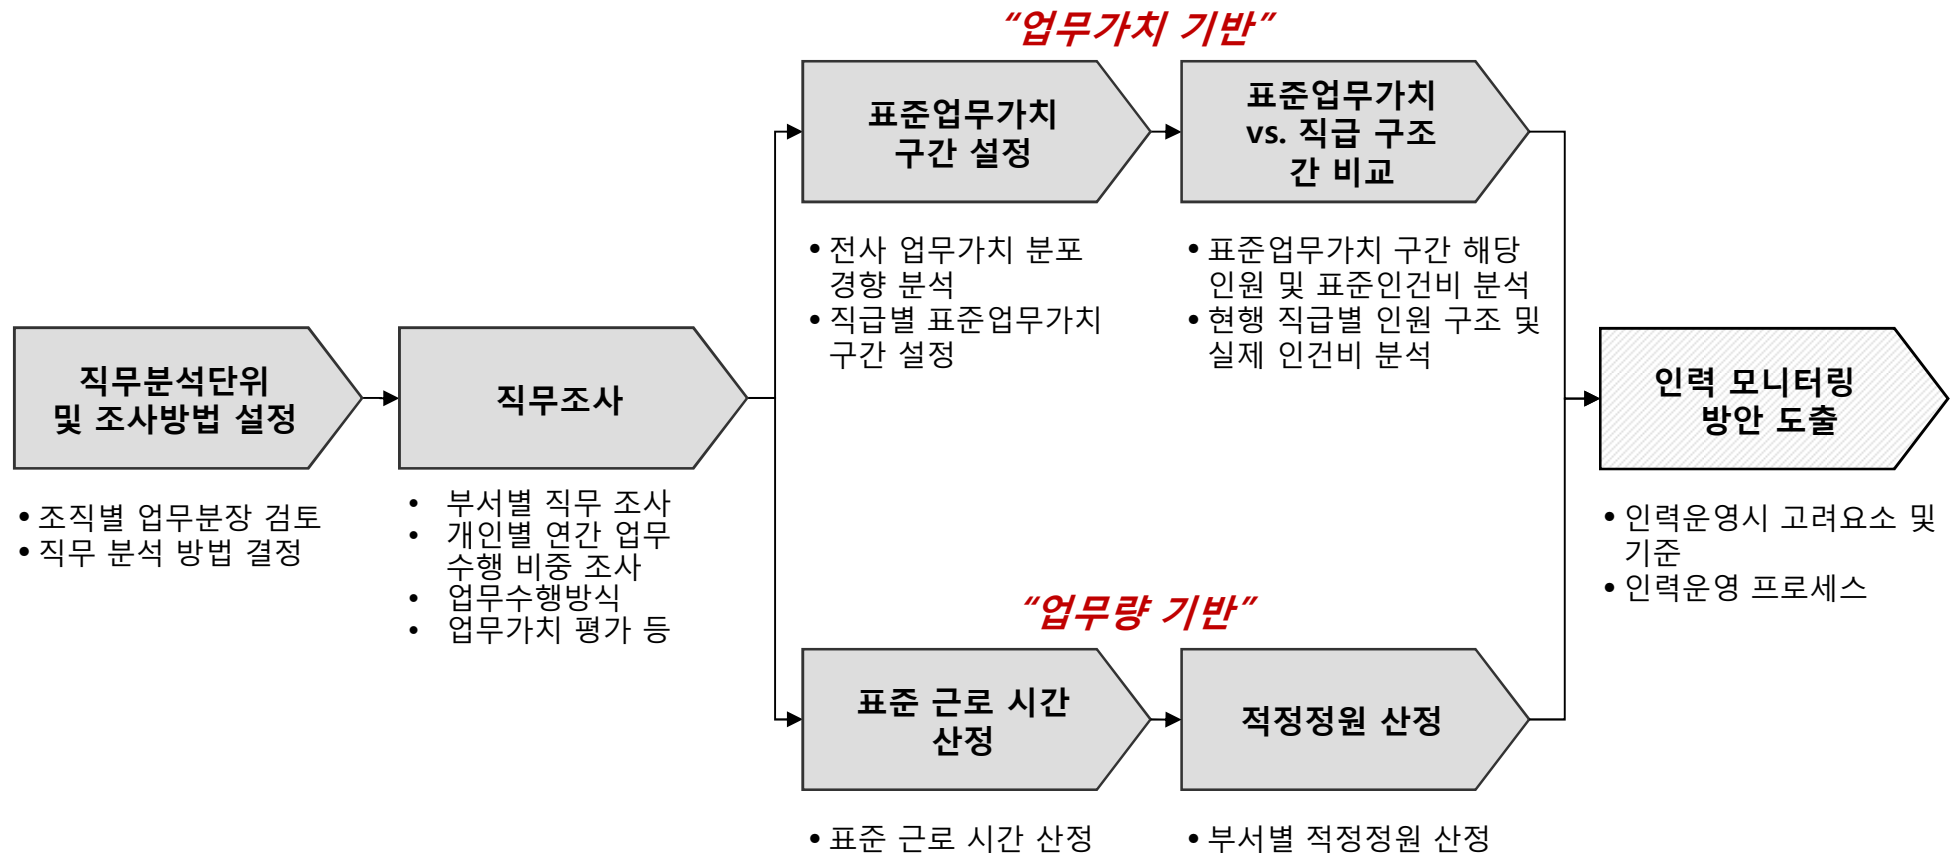 “업무가치 기반”
표준업무가치
구간 설정
표준업무가치
vs. 직급 구조
간 비교
• 전사 업무가치 분포
경향 분석
• 직급별 표준업무가치
구간 설정
• 표준업무가치 구간 해당
인원 및 표준인건비 분석
• 현행 직급별 인원 구조 및
실제 인건비 분석
직무분석단위
및 조사방법 설정
• 조직별 업무분장 검토
• 직무 분석 방법 결정
직무조사
• 부서별 직무 조사
• 개인별 연간 업무
수행 비중 조사
• 업무수행방식
• 업무가치 평가 등
인력 모니터링
방안 도출
• 인력운영시 고려요소 및
기준
• 인력운영 프로세스
“업무량 기반”
표준 근로 시간
산정
적정정원 산정
• 표준 근로 시간 산정
• 부서별 적정정원 산정